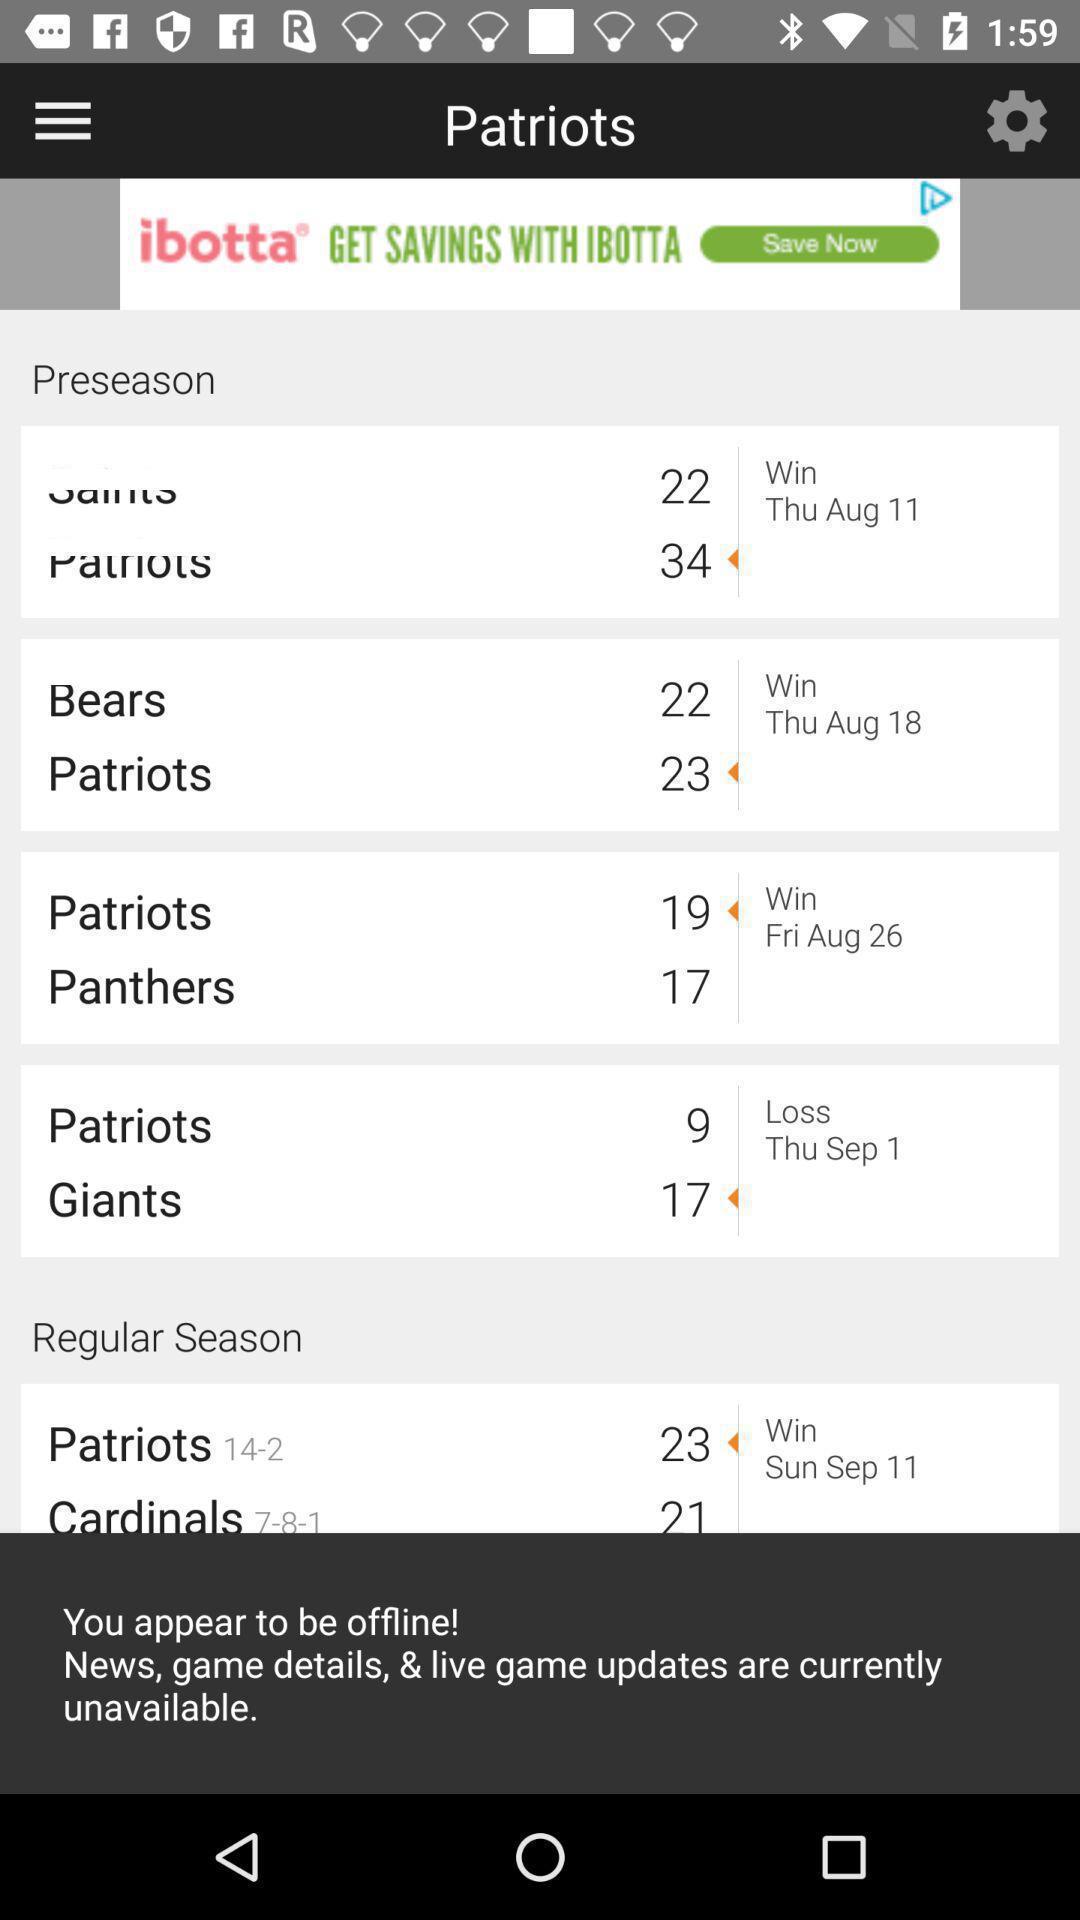 1:59
Patriots
ibotta® GET SAVINGS WITH IBOTTA Save Now
Preseason
Saints 22 Win
Thu Aug 11
Patriots 34
Bears 22 Win
Thu Aug 18
Patriots 23
Patriots 19 Win
Fri Aug 26
Panthers 17
Patriots 9 Loss
Thu Sep 1
Giants 17
Regular Season
Patriots 14-2 23 Win
Sun Sep 11
Cardinals 7-8-1 21
You appear to be offline!
News, game details, & live game updates are currently
unavailable.